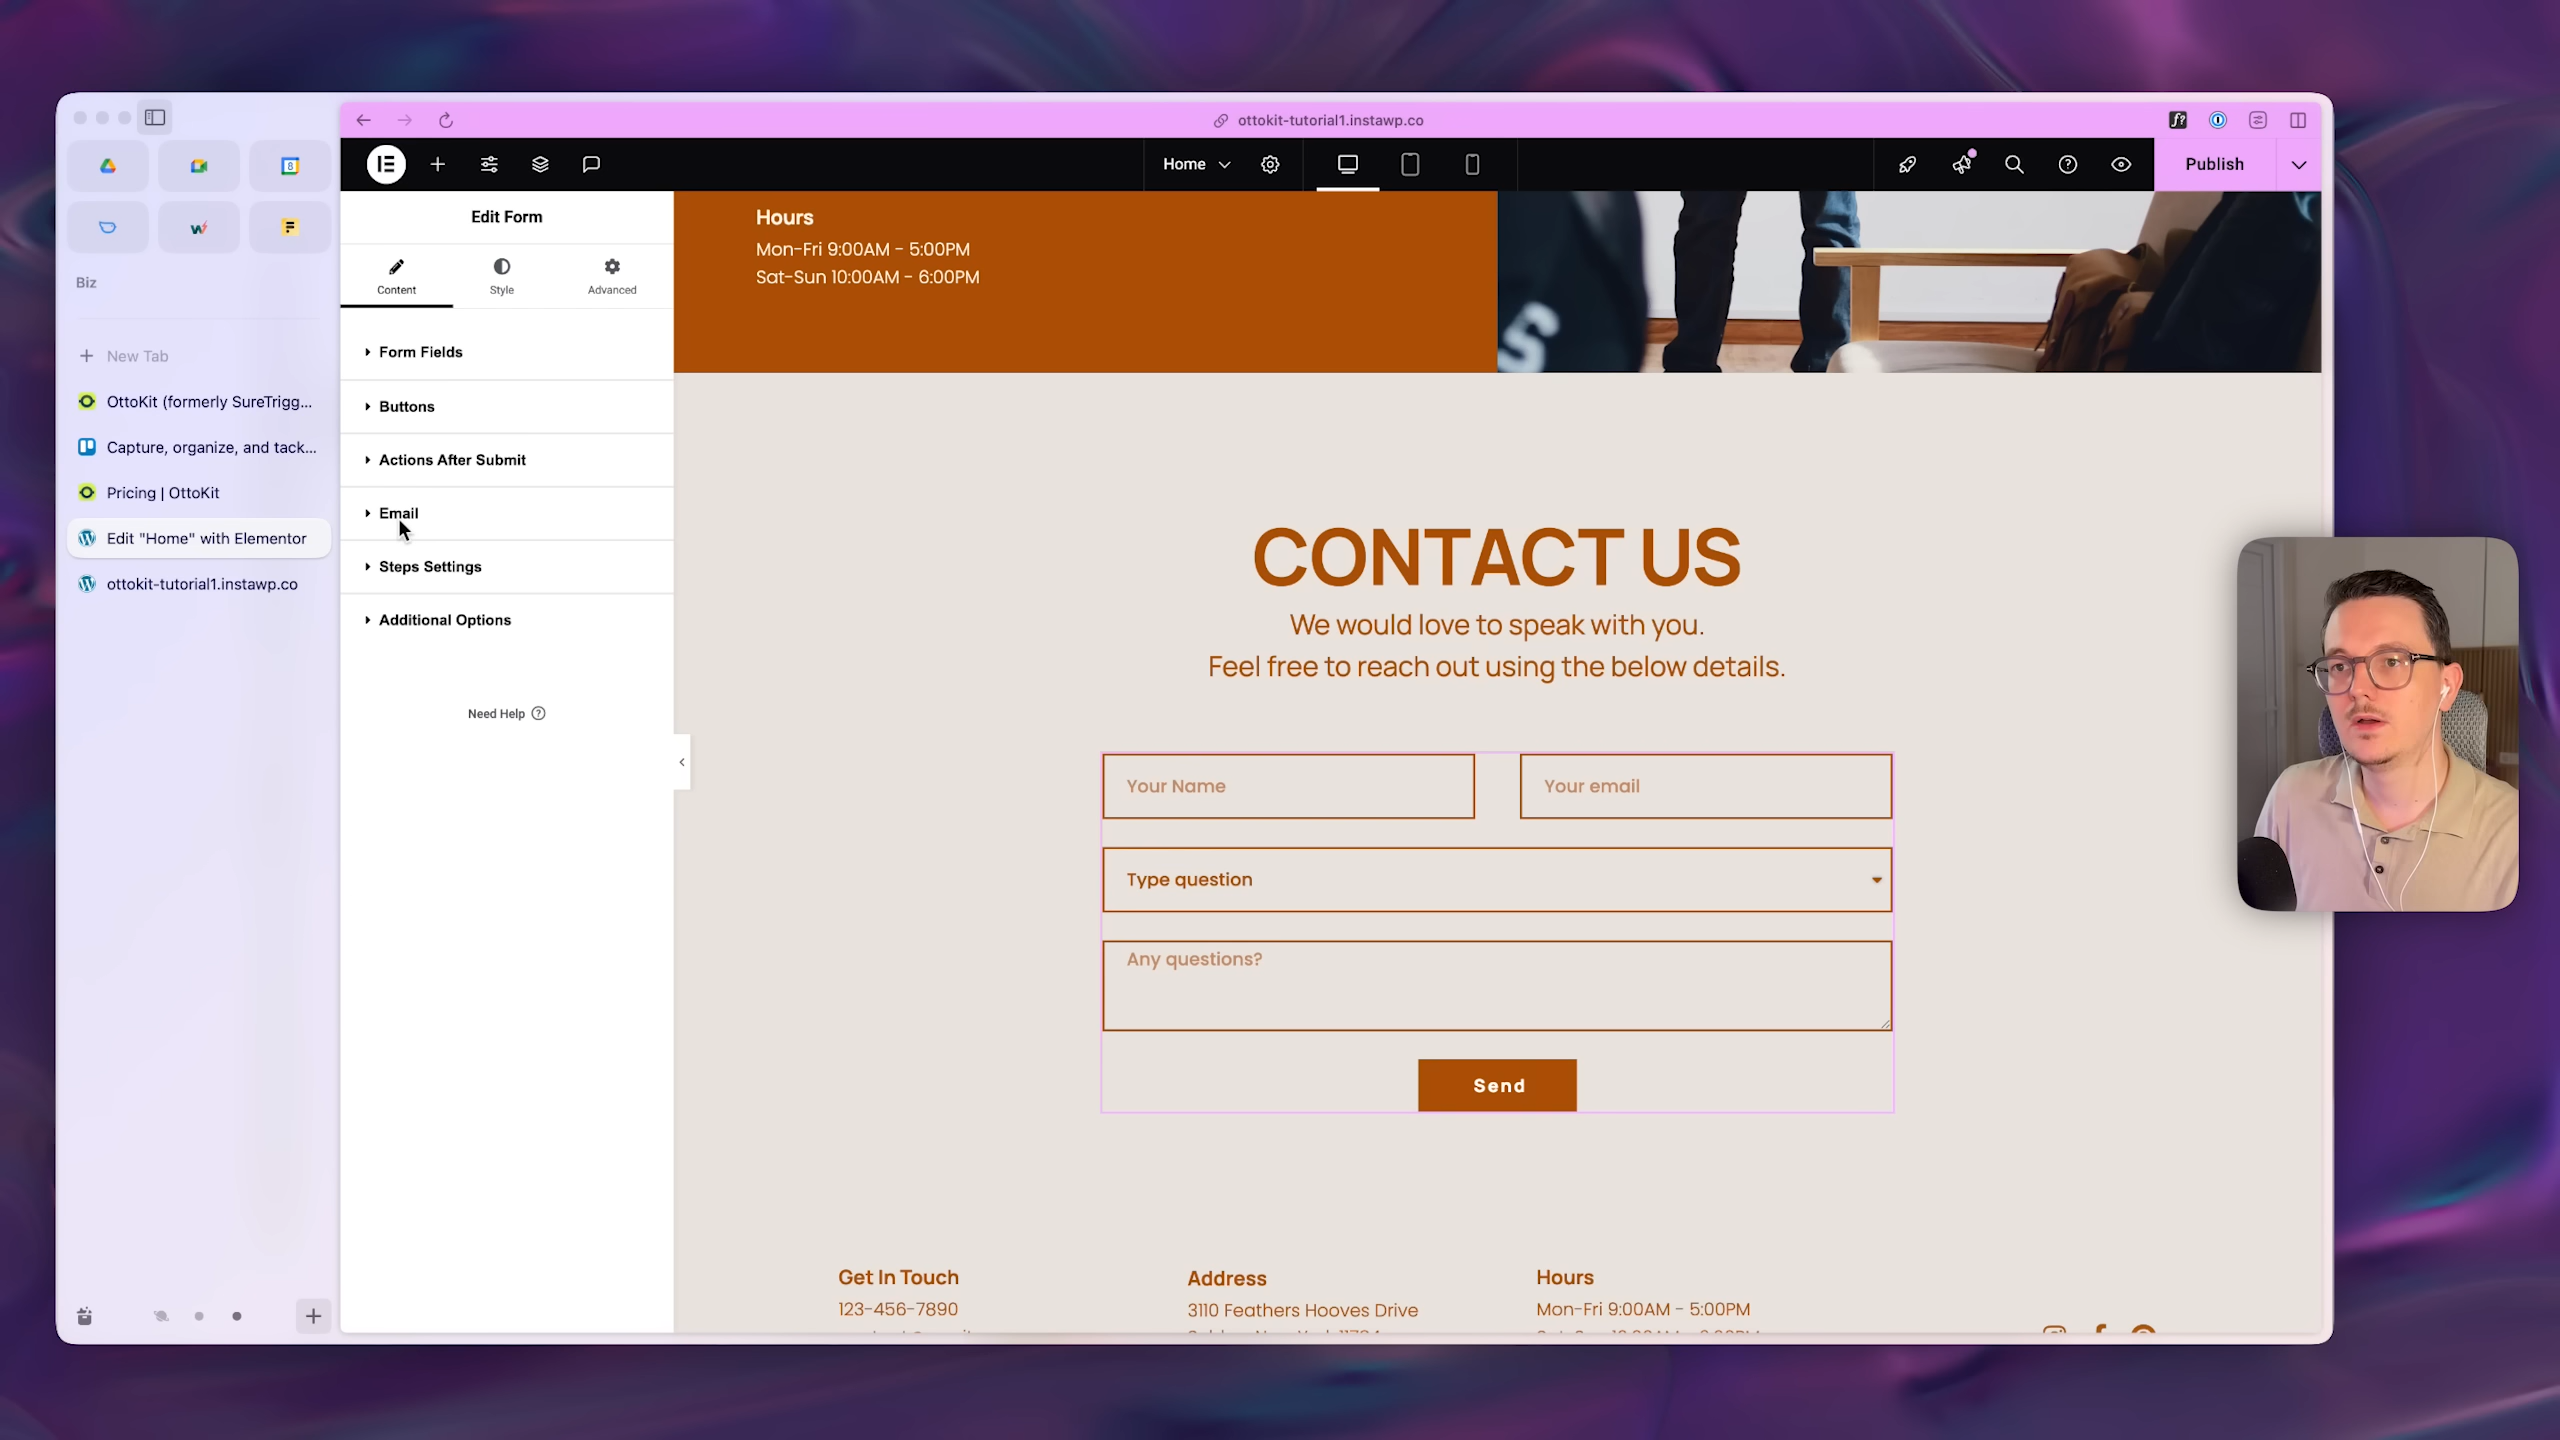 ottokit-tutorial1.instawp.co
Home
Publish
8
Biz
New Tab
OttoKit (formerly SureTrigg...
Capture, organize, and tack...
Pricing | OttoKit
Edit "Home" with Elementor
ottokit-tutorial1.instawp.co
Edit Form
Content
Style
Advanced
Form Fields
Buttons
Actions After Submit
Email
Steps Settings
Additional Options
Need Help
Hours
Mon-Fri 9:00AM - 5:00PM
Sat-Sun 10:00AM - 6:00PM
CONTACT US
We would love to speak with you.
Feel free to reach out using the below details.
Your Name
Your email
Type question
Any questions?
Send
Get In Touch
123-456-7890
Address
3110 Feathers Hooves Drive
Hours
Mon-Fri 9:00AM - 5:00PM